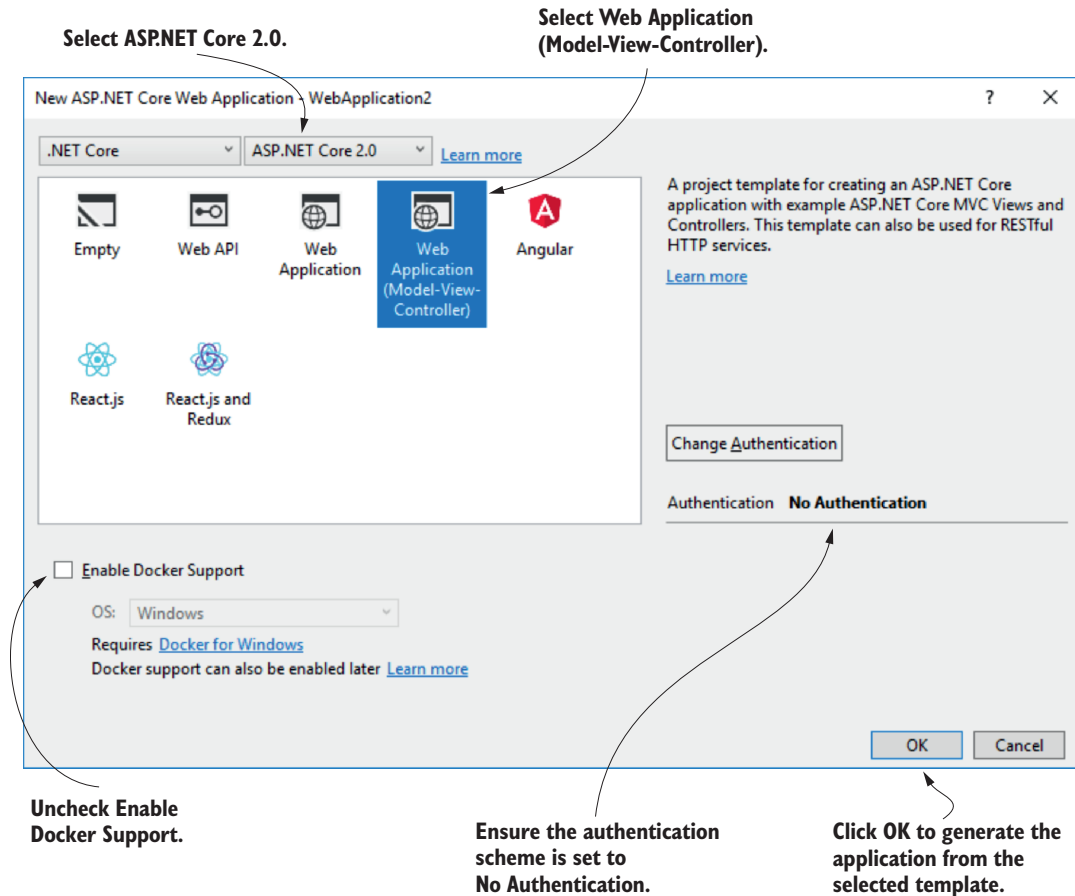 Select ASP.NET Core 2.0.
Select Web Application
(Model-View-Controller).
New ASP.NET Core Web Application - WebApplication2
?
.NET Core
ASP.NET Core 2.0
Learn more
Empty
Web API
Web
Application
Web
Application
(Model-View-
Controller)
Angular
React.js
React.js and
Redux
A project template for creating an ASP.NET Core
application with example ASP.NET Core MVC Views and
Controllers. This template can also be used for RESTful
HTTP services.
Learn more
Change Authentication
Authentication No Authentication
Enable Docker Support
OS: Windows
Requires Docker for Windows
Docker support can also be enabled later Learn more
OK
Cancel
Uncheck Enable
Docker Support.
Ensure the authentication
scheme is set to
No Authentication.
Click OK to generate the
application from the
selected template.